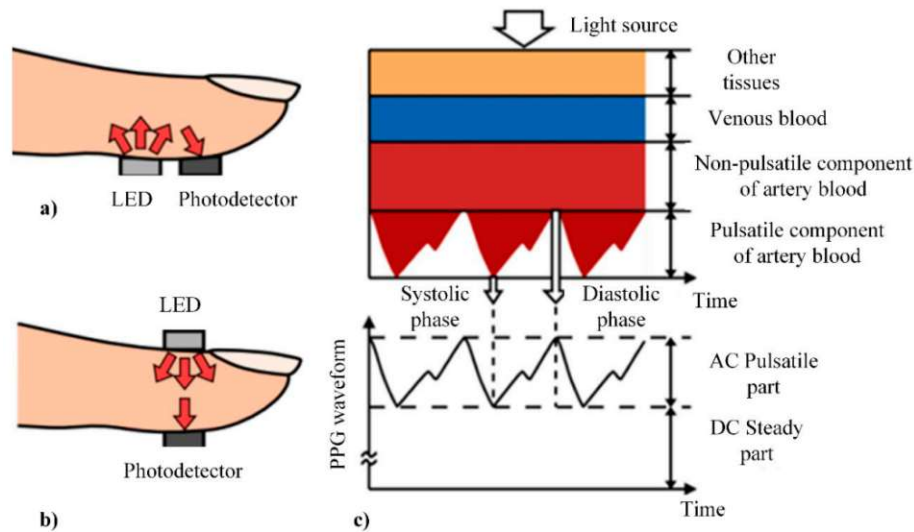 LED
Photodetector
a)
LED
Photodetector
b)
Light source
Other
tissues
Venous blood
Non-pulsatile component
of artery blood
Pulsatile component
of artery blood
Time
Systolic
phase
Diastolic
phase
PPG waveform
AC Pulsatile
part
DC Steady
part
Time
c)